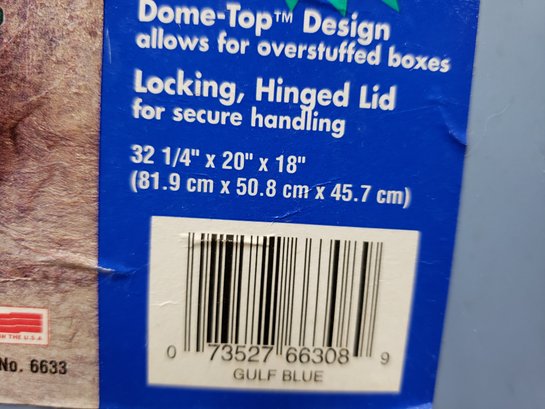 Dome-Top™ Design
allows for overstuffed boxes
Locking, Hinged Lid
for secure handling
32 1/4" x 20" x 18"
(81.9 cm x 50.8 cm x 45.7 cm)
0 73527 66308 9
GULF BLUE
THE U.S.A.
No. 6633